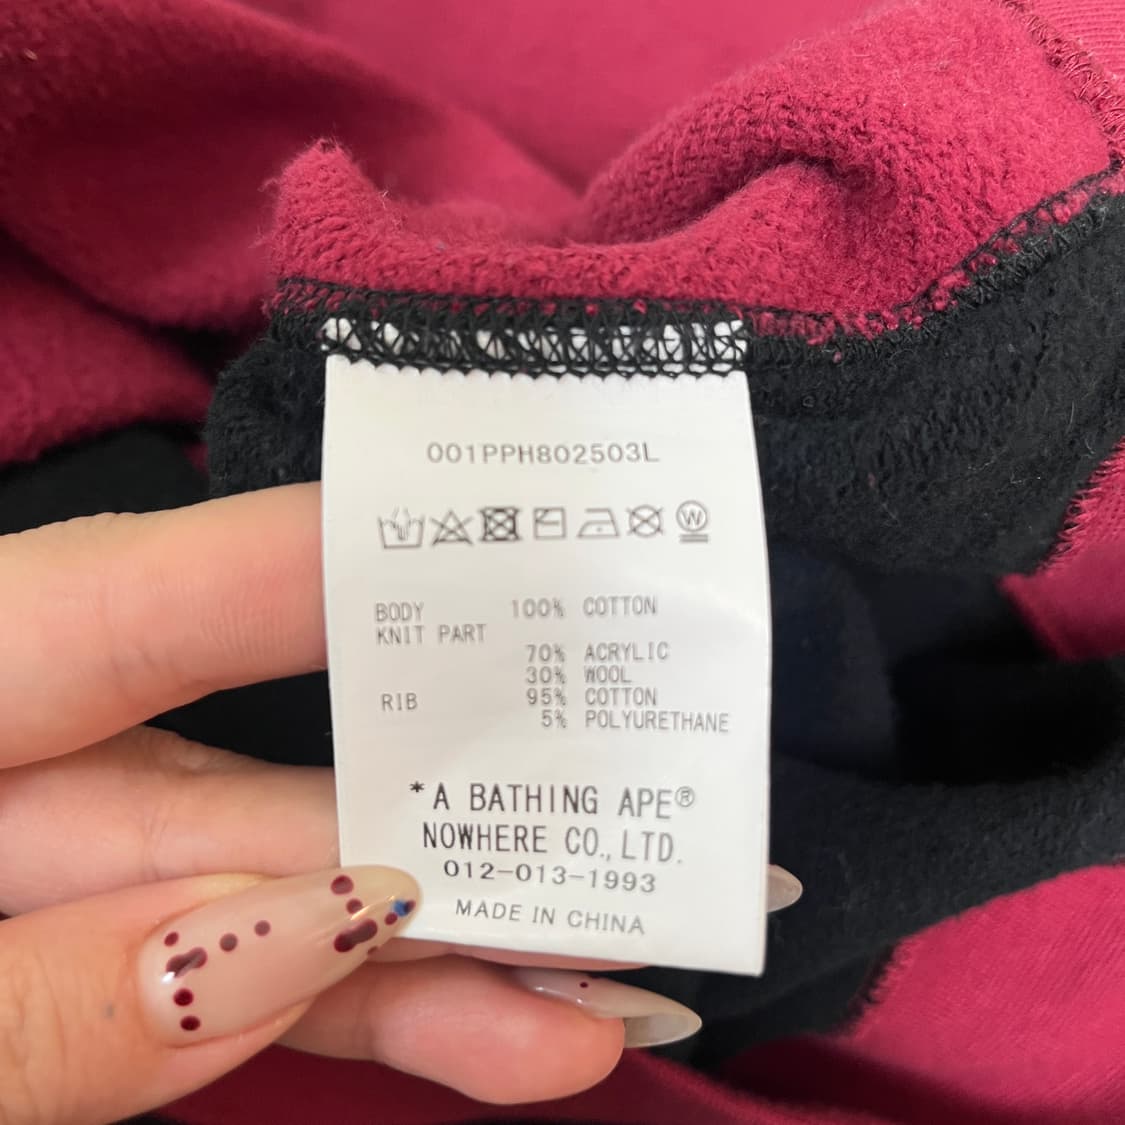 001PPH802503L
W
BODY 100% COTTON
KNIT PART
70% ACRYLIC
30% WOOL
RIB 95% COTTON
5% POLYURETHANE
*A BATHING APE®
NOWHERE CO., LTD.
012-013-1993
MADE IN CHINA